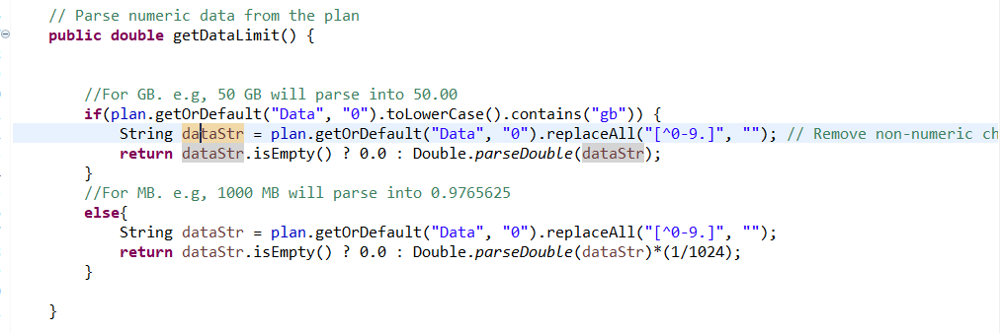 // Parse numeric data from the plan
public double getDataLimit() {
//For GB. e.g, 50 GB will parse into 50.00
if(plan.getOrDefault("Data", "0").toLowerCase().contains("gb")) {
String dataStr = plan.getOrDefault("Data", "0").replaceAll("[^0-9.]", ""); // Remove non-numeric ch
return dataStr.isEmpty() ? 0.0 : Double.parseDouble(dataStr);
}
//For MB. e.g, 1000 MB will parse into 0.9765625
else{
String dataStr = plan.getOrDefault("Data", "0").replaceAll("[^0-9.]", "");
return dataStr.isEmpty() ? 0.0 : Double.parseDouble(dataStr)*(1/1024);
}
}